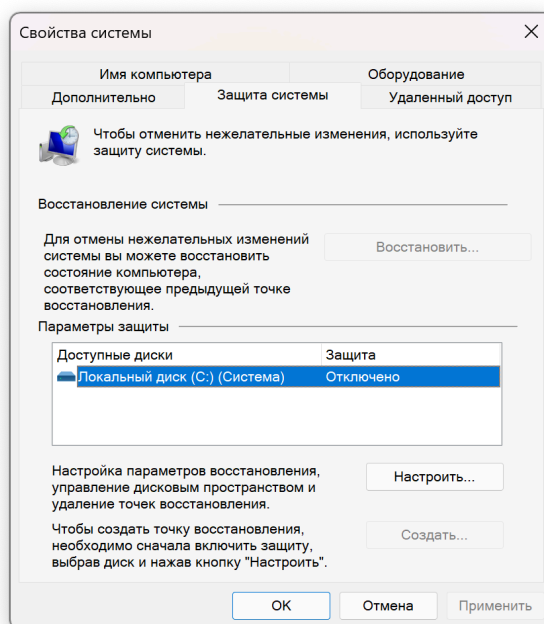 Свойства системы
Имя компьютера
Оборудование
Дополнительно
Защита системы
Удаленный доступ
Чтобы отменить нежелательные изменения, используйте
защиту системы.
Восстановление системы
Для отмены нежелательных изменений
системы вы можете восстановить
состояние компьютера,
соответствующее предыдущей точке
восстановления.
Восстановить...
Параметры защиты
Доступные диски
Защита
Локальный диск (C:) (Система)
Отключено
Настройка параметров восстановления,
управление дисковым пространством и
удаление точек восстановления.
Настроить...
Чтобы создать точку восстановления,
необходимо сначала включить защиту,
выбрав диск и нажав кнопку "Настроить".
Создать...
ОК
Отмена
Применить